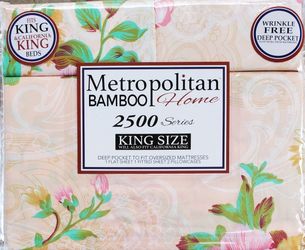 FITS
KING
& CALIFORNIA
KING
BEDS
WRINKLE
FREE
DEEP POCKET
Metropolitan
BAMBOO Home
2500 Series
KING SIZE
WILL ALSO FIT CALIFORNIA KING
DEEP POCKET TO FIT OVERSIZED MATTRESSES
1 FLAT SHEET 1 FITTED SHEET 2 PILLOWCASES